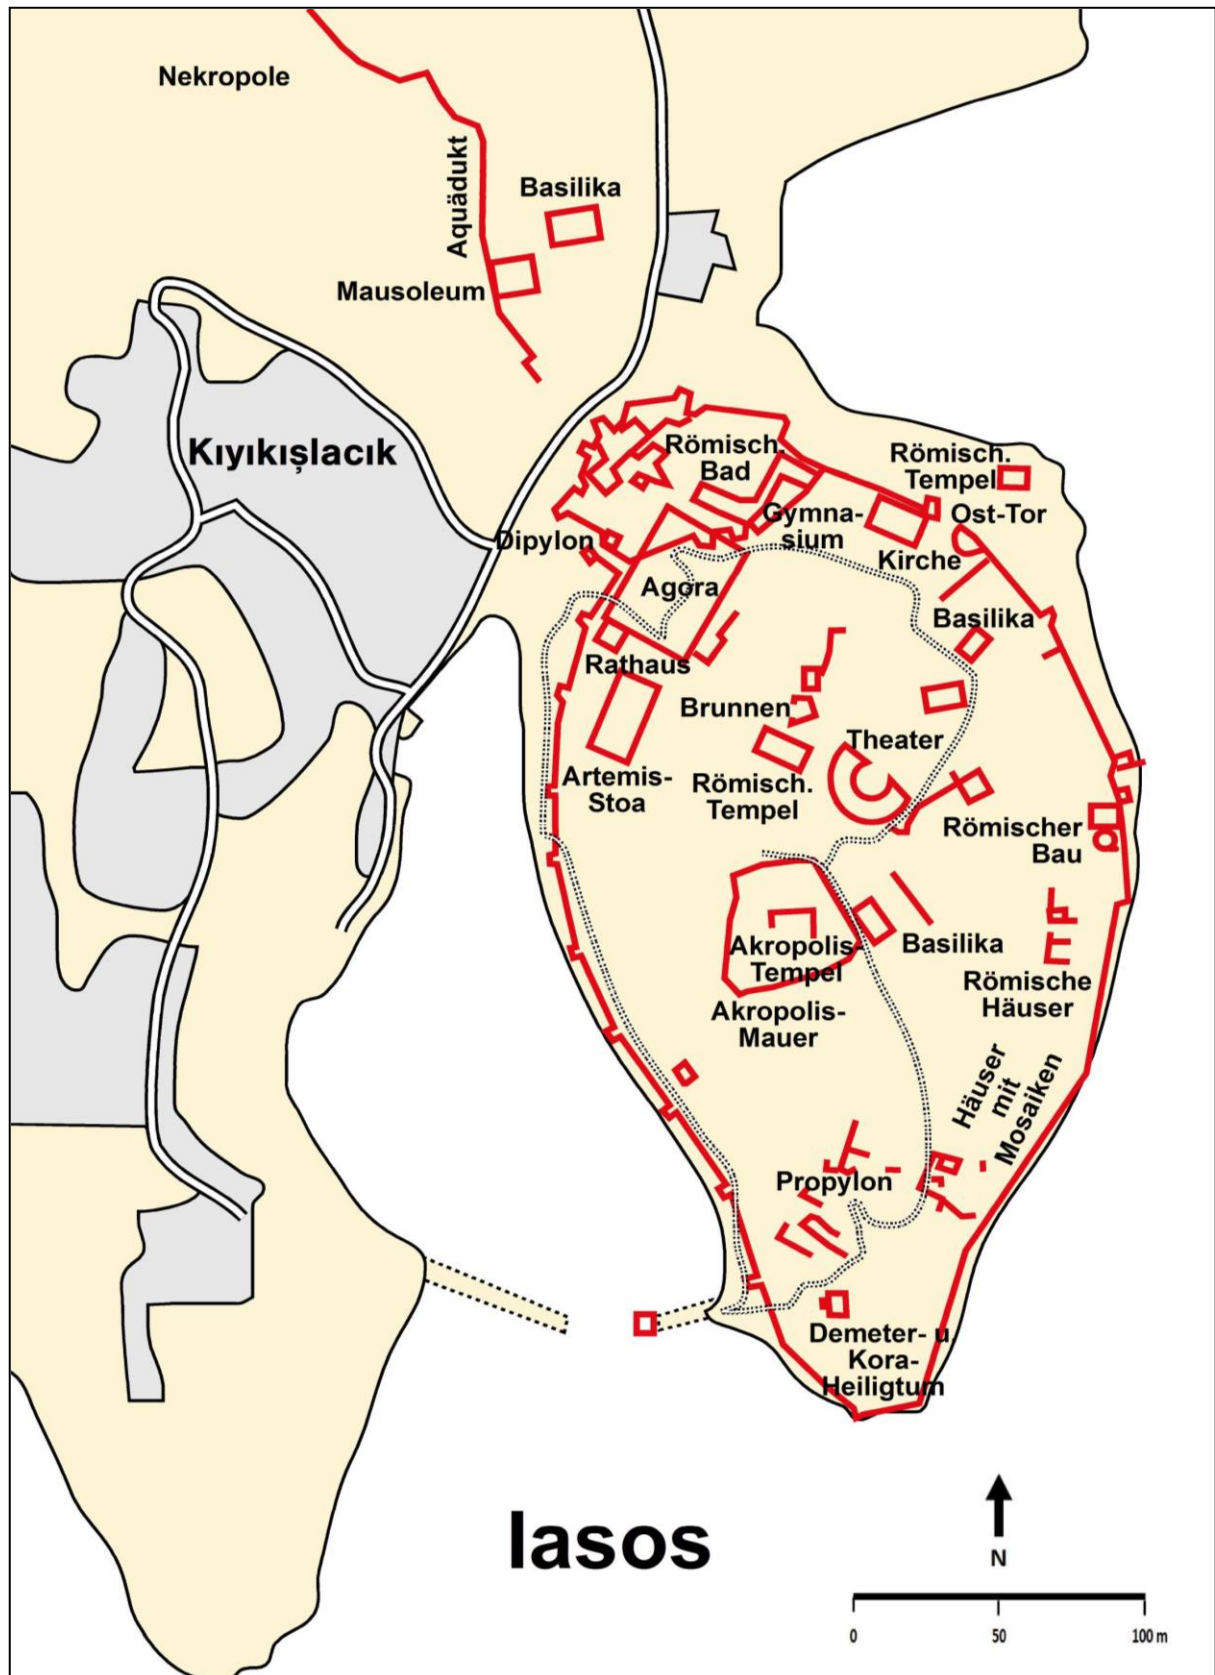 Nekropole
Aquädukt
Basilika
Mausoleum
Kıyıkışlacık
Römisch.
Bad
Römisch.
Tempel
Gymna-
sium
Ost-Tor
Dipylon
Kirche
Agora
Basilika
Rathaus
Brunnen
Theater
Artemis-
Stoa
Römisch.
Tempel
Römischer
Bau
Akropolis-
Tempel
Basilika
Römische
Häuser
Akropolis-
Mauer
Häuser
mit
Mosaiken
Propylon
Demeter- u.
Kora-
Heiligtum
Iasos
N
0 50 100 m